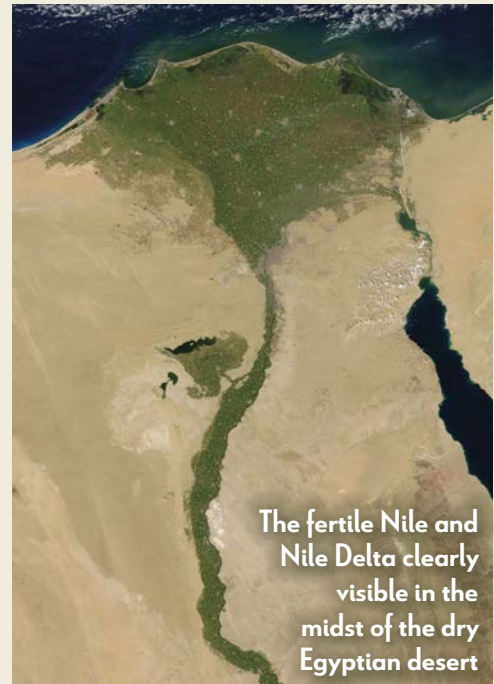 The fertile Nile and
Nile Delta clearly
visible in the
midst of the dry
Egyptian desert